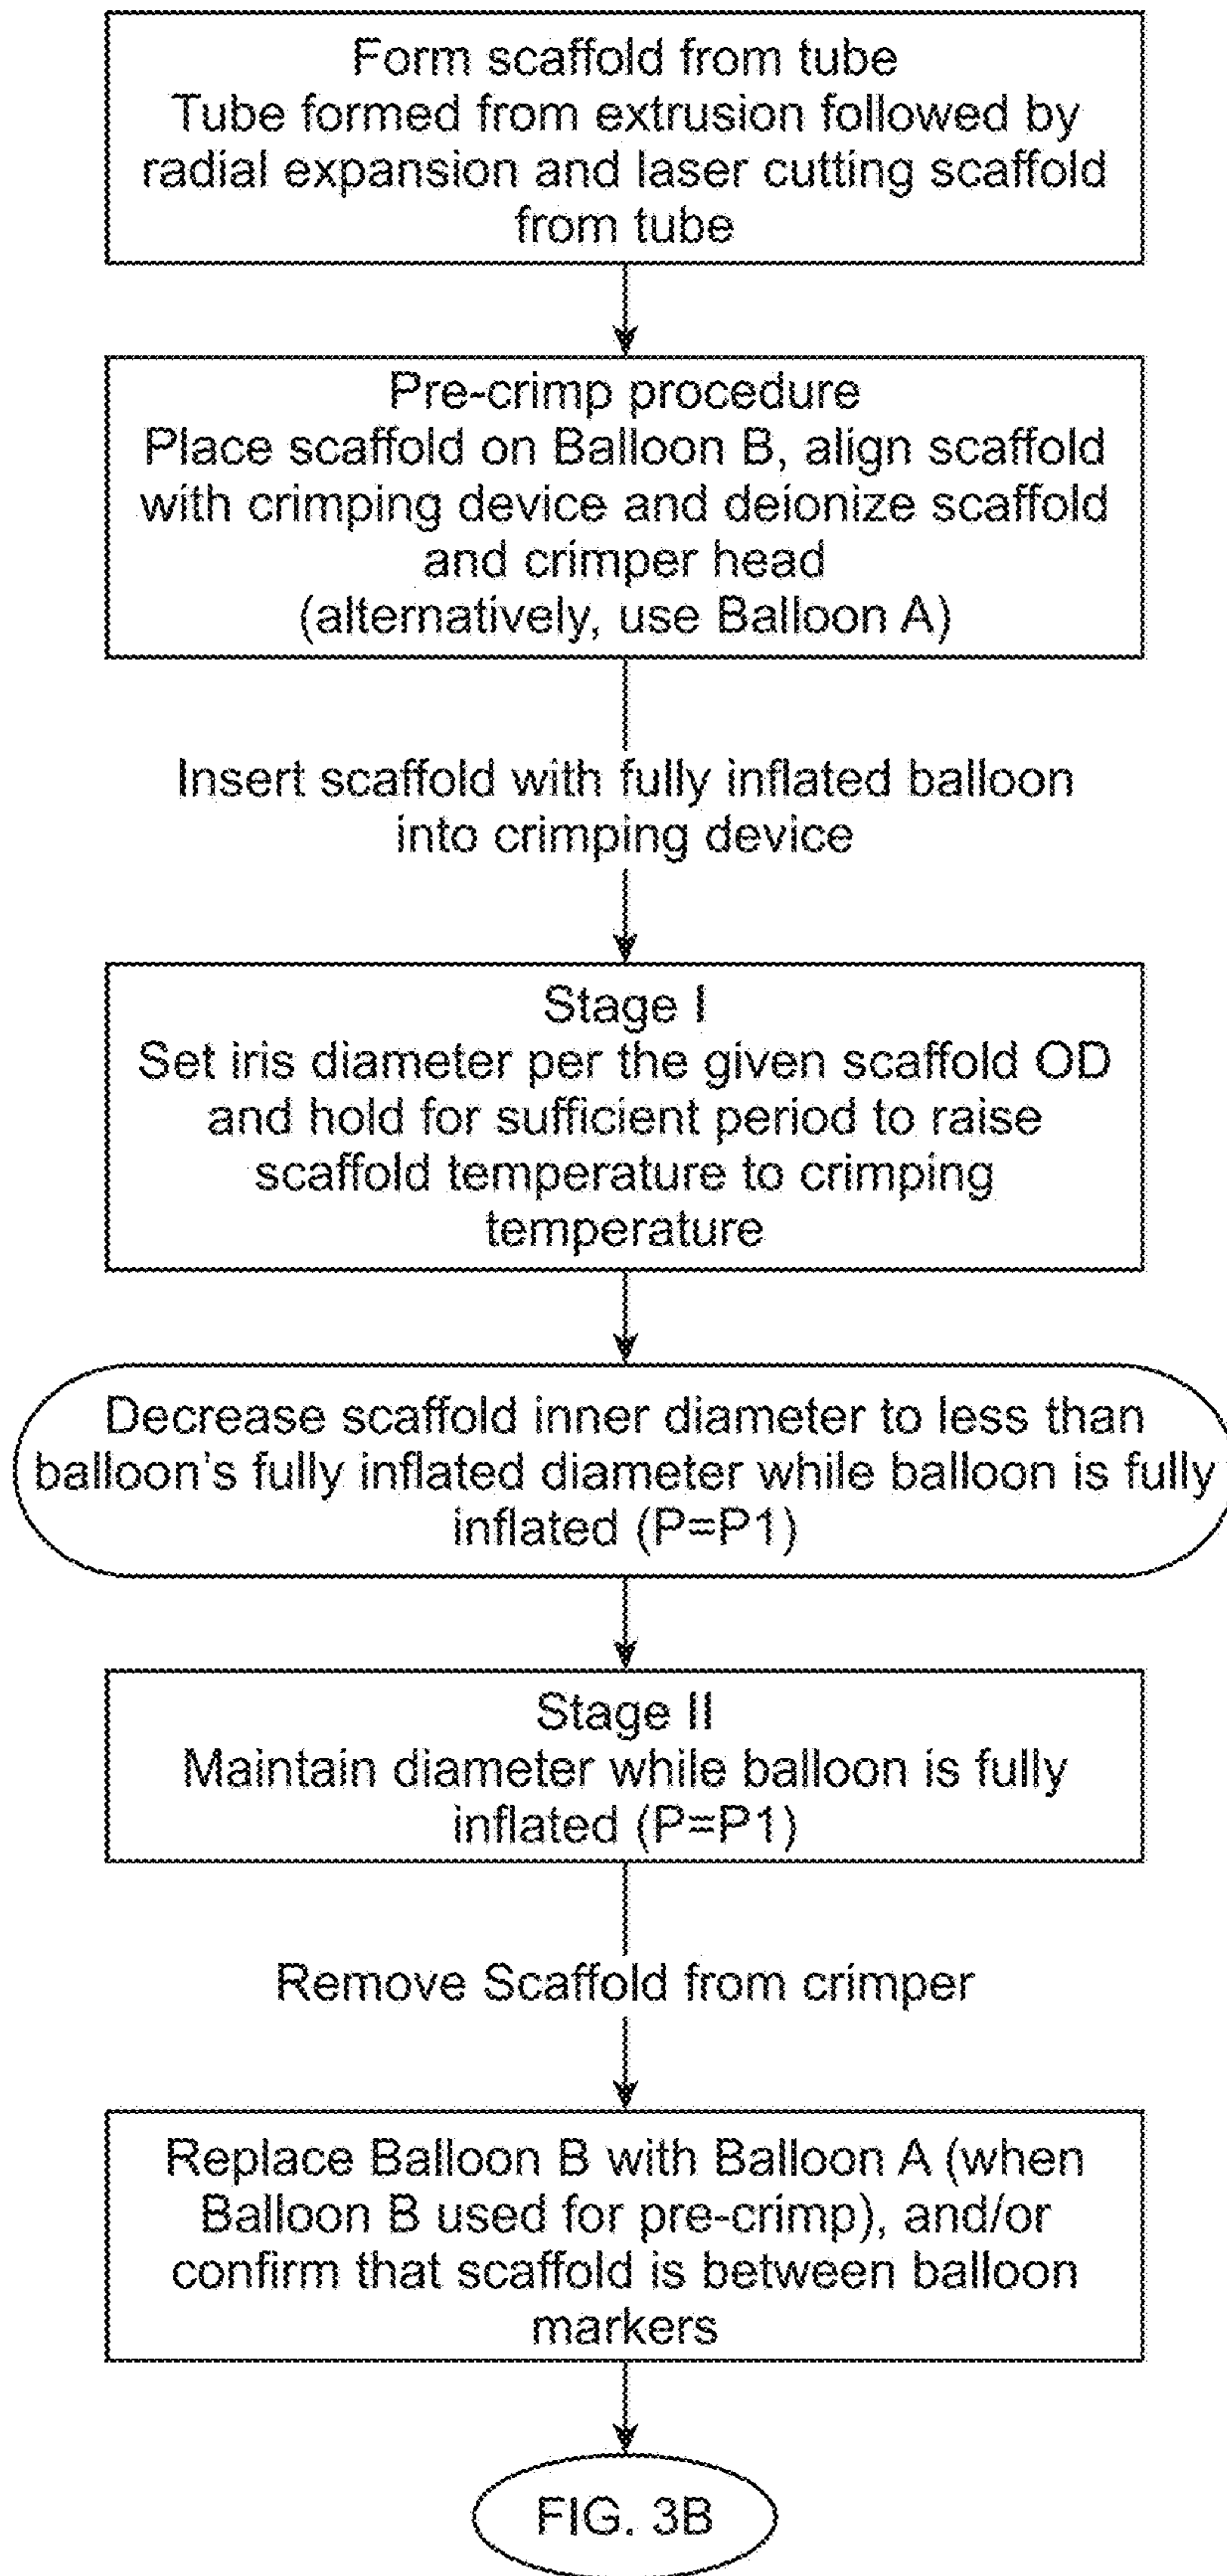 Form scaffold from tube
Tube formed from extrusion followed by
radial expansion and laser cutting scaffold
from tube
Pre-crimp procedure
Place scaffold on Balloon B, align scaffold
with crimping device and deionize scaffold
and crimper head
(alternatively, use Balloon A)
Insert scaffold with fully inflated balloon
into crimping device
Stage I
Set iris diameter per the given scaffold OD
and hold for sufficient period to raise
scaffold temperature to crimping
temperature
Decrease scaffold inner diameter to less than
balloon's fully inflated diameter while balloon is fully
inflated (P=P1)
Stage II
Maintain diameter while balloon is fully
inflated (P=P1)
Remove Scaffold from crimper
Replace Balloon B with Balloon A (when
Balloon B used for pre-crimp), and/or
confirm that scaffold is between balloon
markers
FIG. 3B